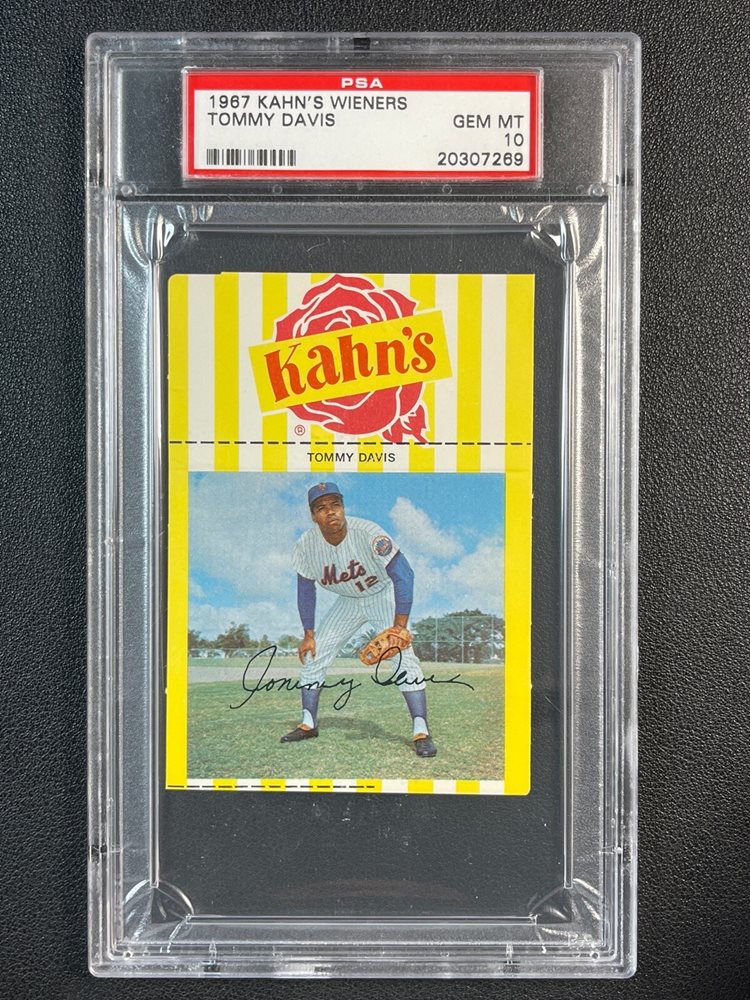 PSA
1967 KAHN'S WIENERS
TOMMY DAVIS
GEM MT
10
20307269
Kahn's
®
TOMMY DAVIS
Mets
12
Tommy Davis